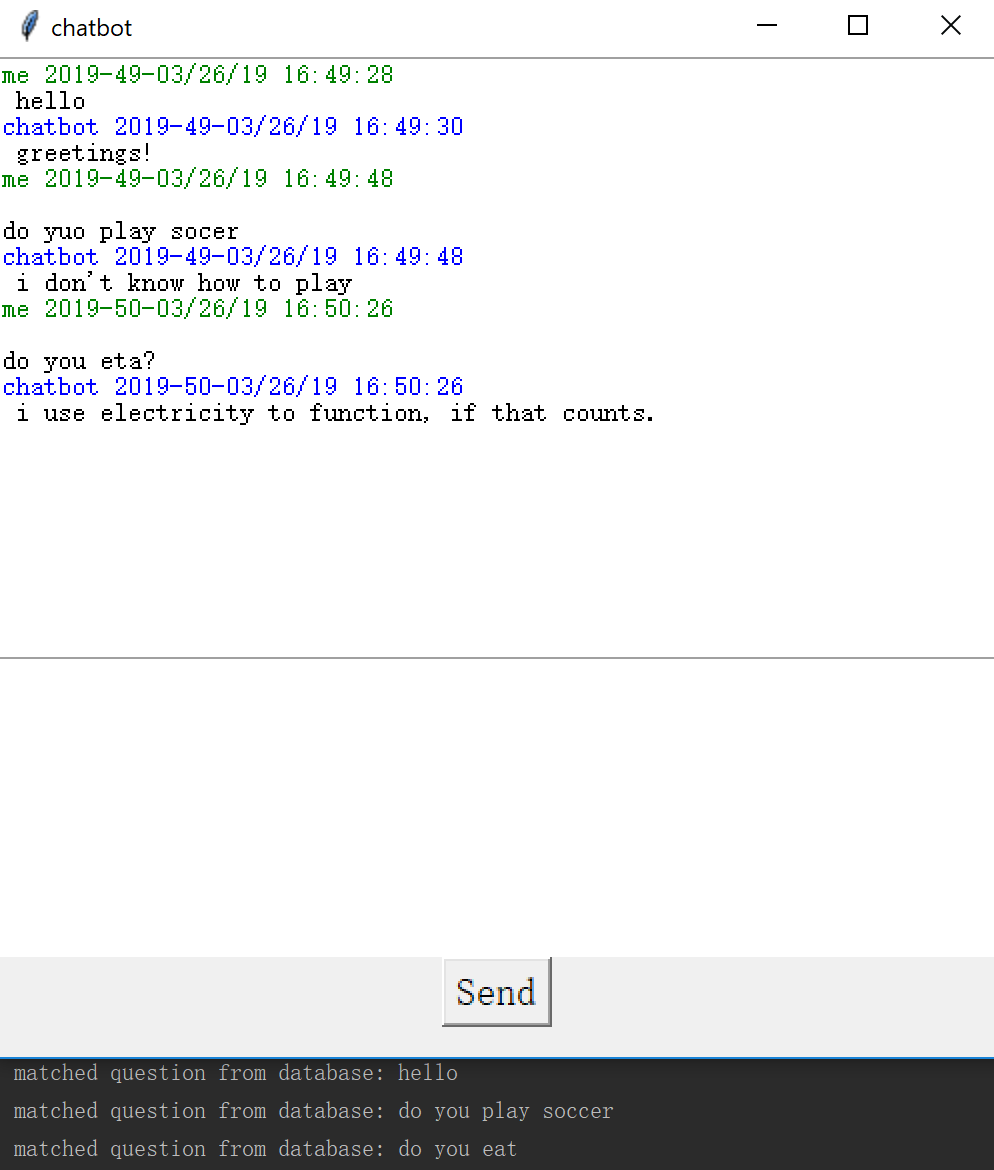 chatbot
me 2019-49-03/26/19 16:49:28
hello
chatbot 2019-49-03/26/19 16:49:30
greetings!
me 2019-49-03/26/19 16:49:48
do yuo play socer
chatbot 2019-49-03/26/19 16:49:48
i don't know how to play
me 2019-50-03/26/19 16:50:26
do you eta?
chatbot 2019-50-03/26/19 16:50:26
i use electricity to function, if that counts.
Send
matched question from database: hello
matched question from database: do you play soccer
matched question from database: do you eat